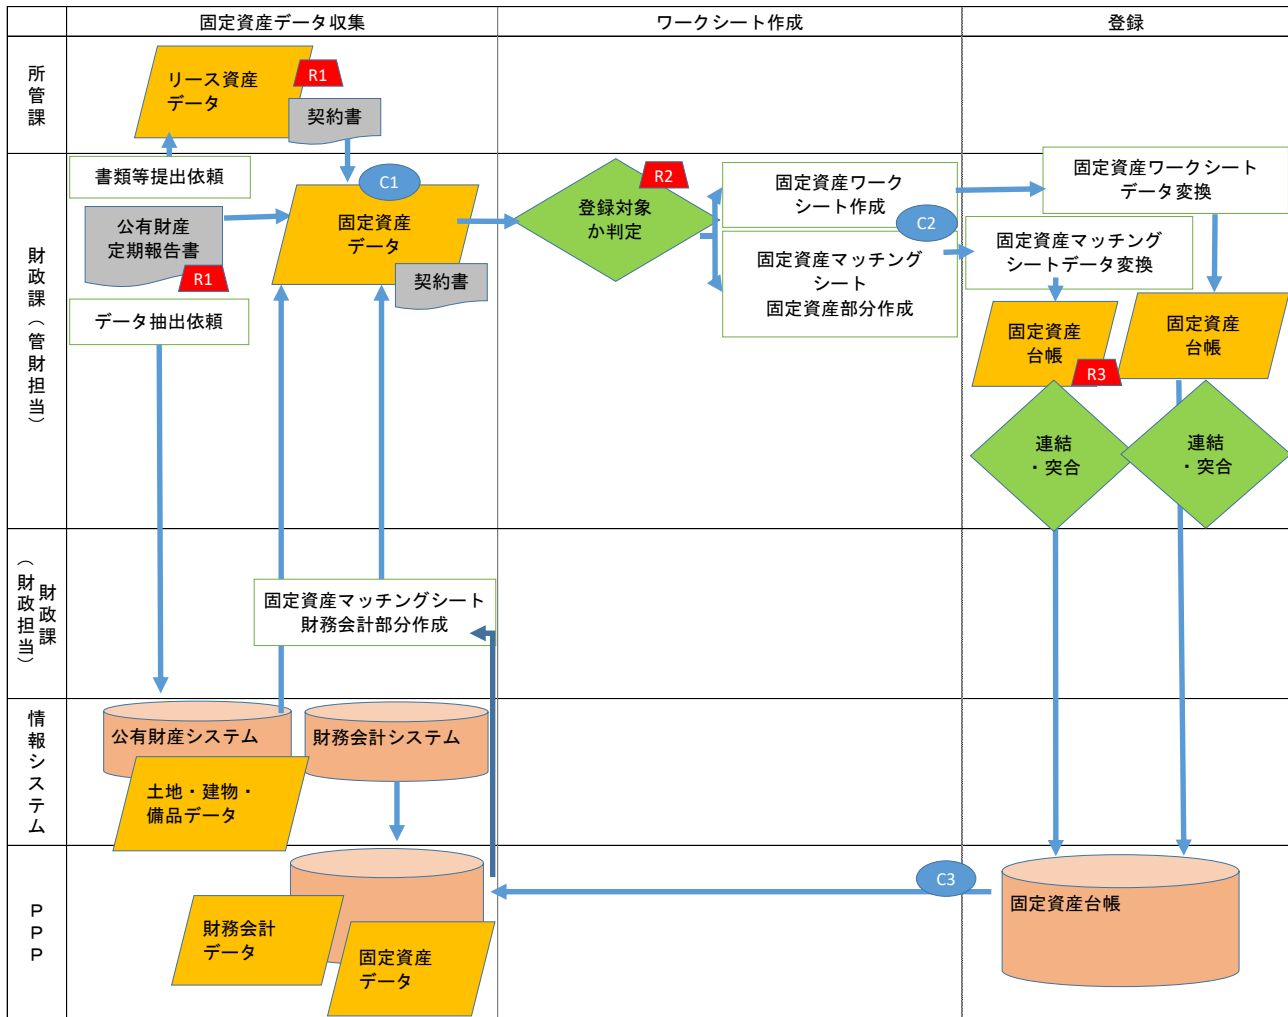 固定資産データ収集
ワークシート作成
登録
所管課
リース資産
データ
R1
契約書
財政課（管財担当）
書類等提出依頼
公有財産
定期報告書
R1
データ抽出依頼
C1
固定資産
データ
契約書
登録対象
か判定
R2
固定資産ワーク
シート作成
C2
固定資産マッチング
シート
固定資産部分作成
固定資産ワークシート
データ変換
固定資産マッチング
シートデータ変換
固定資産
台帳
R3
固定資産
台帳
連結
・突合
連結
・突合
財政課
（財政担当）
固定資産マッチングシート
財務会計部分作成
情報システム
公有財産システム
土地・建物・
備品データ
財務会計システム
ＰＰＰ
財務会計
データ
固定資産
データ
C3
固定資産台帳